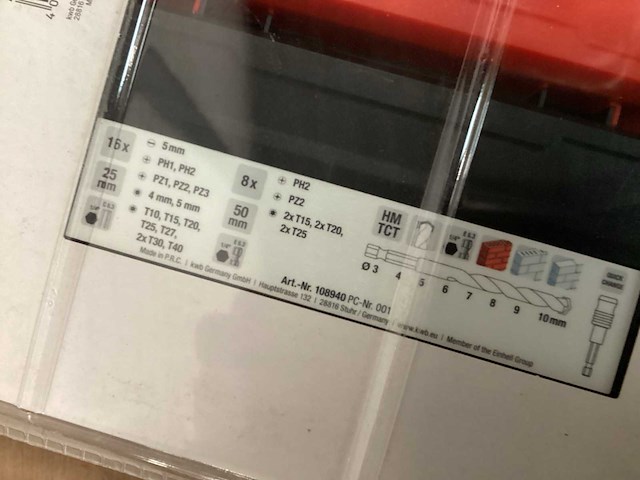 16x
5 mm
PH1, PH2
PZ1, PZ2, PZ3
25
mm
4 mm, 5 mm
T10, T15, T20,
T25, T27,
2x T30, T40
8x
PH2
PZ2
50
mm
2x T15, 2x T20,
2x T25
HM
TCT
Ø 3 4 5 6 7 8 9 10 mm
QUICK
CHANGE
Made in P.R.C. | kwb Germany GmbH | Hauptstrasse 132 | 28816 Stuhr / Germany | www.kwb.eu | Member of the Einhell Group
Art.-Nr. 108940 PC-Nr. 001